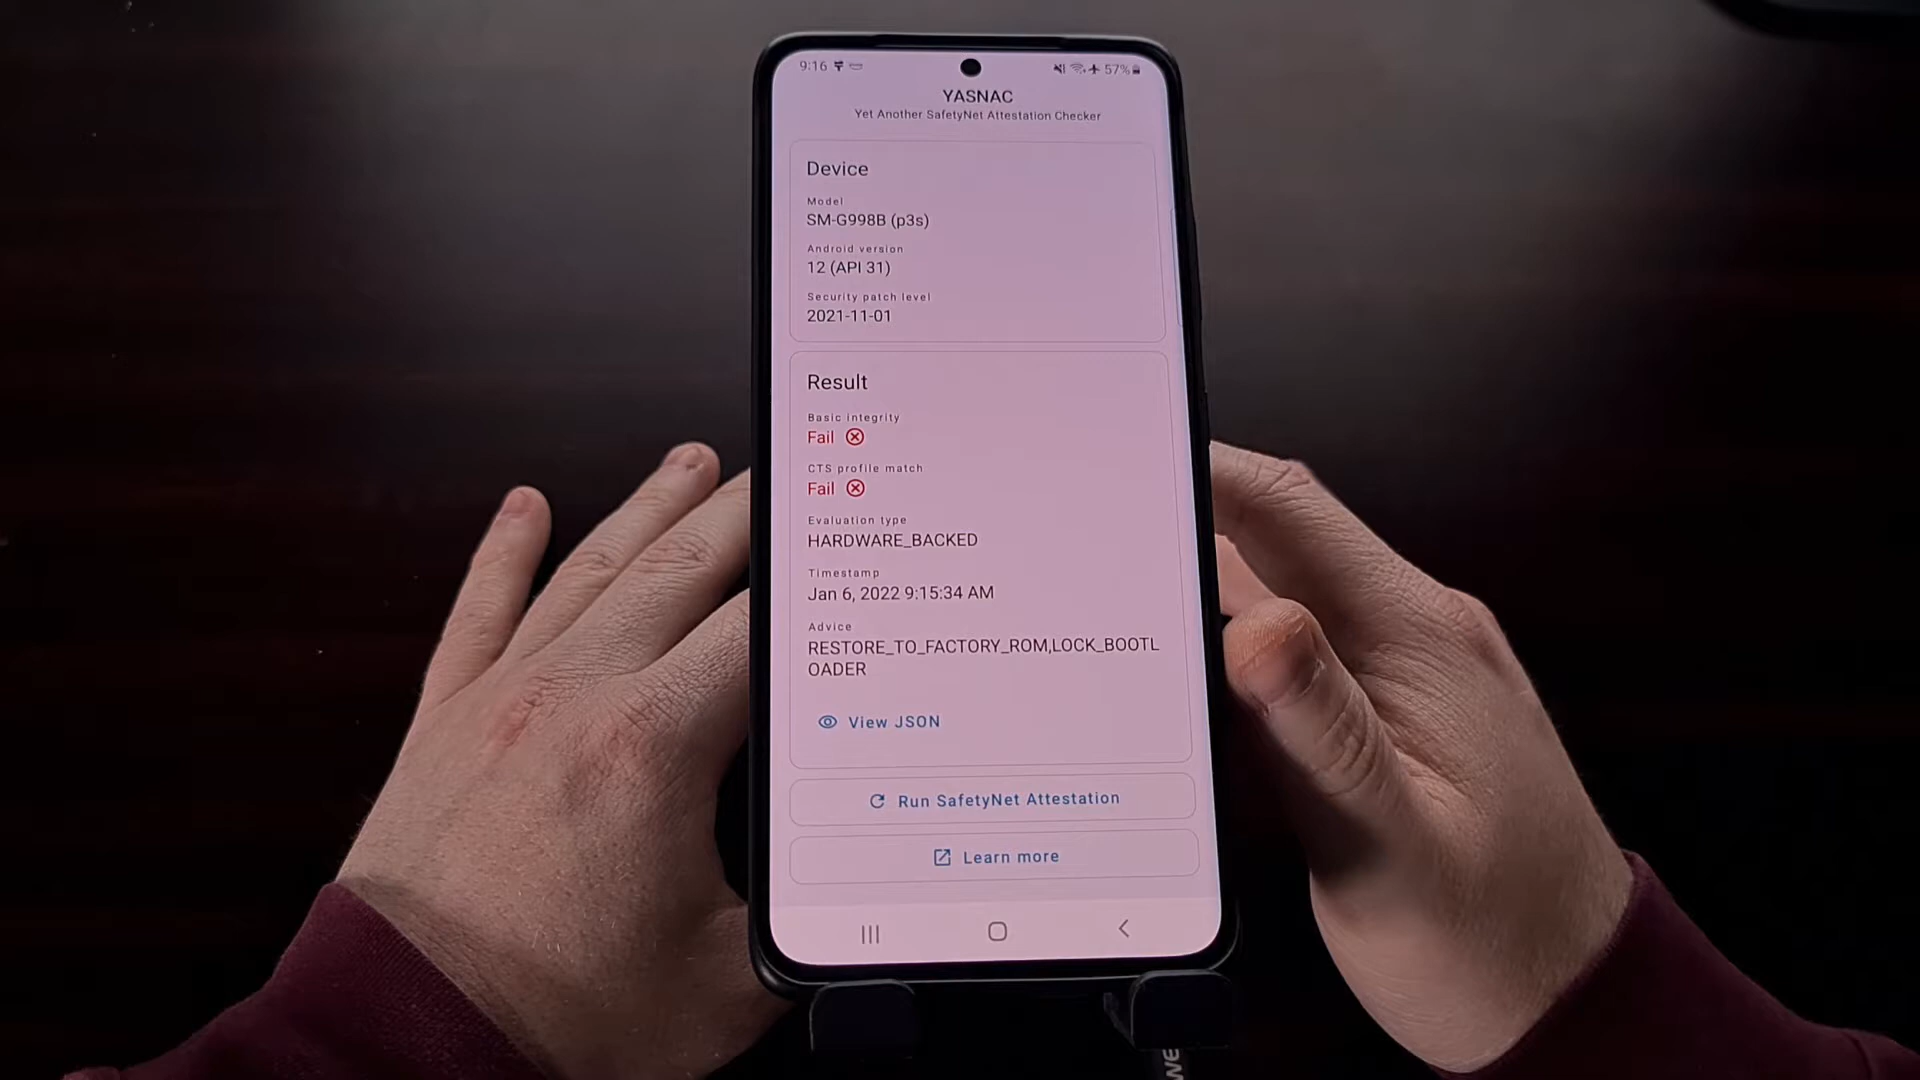 9:16
57%
YASNAC
Yet Another SafetyNet Attestation Checker
Device
Model
SM-G998B (p3s)
Android version
12 (API 31)
Security patch level
2021-11-01
Result
Basic integrity
Fail
CTS profile match
Fail
Evaluation type
HARDWARE_BACKED
Timestamp
Jan 6, 2022 9:15:34 AM
Advice
RESTORE_TO_FACTORY_ROM,LOCK_BOOTL
OADER
View JSON
Run SafetyNet Attestation
Learn more